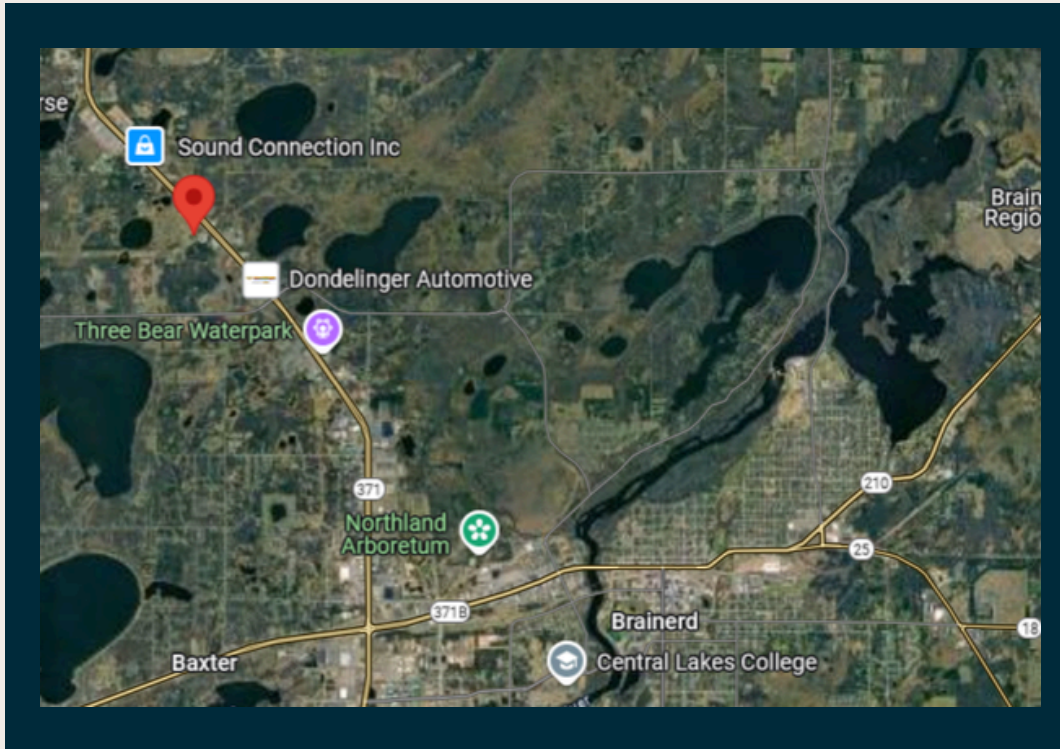 rse
Sound Connection Inc
Brain
Regio
Dondelinger Automotive
Three Bear Waterpark
371
210
Northland
Arboretum
25
371B
Brainerd
18
Baxter
Central Lakes College